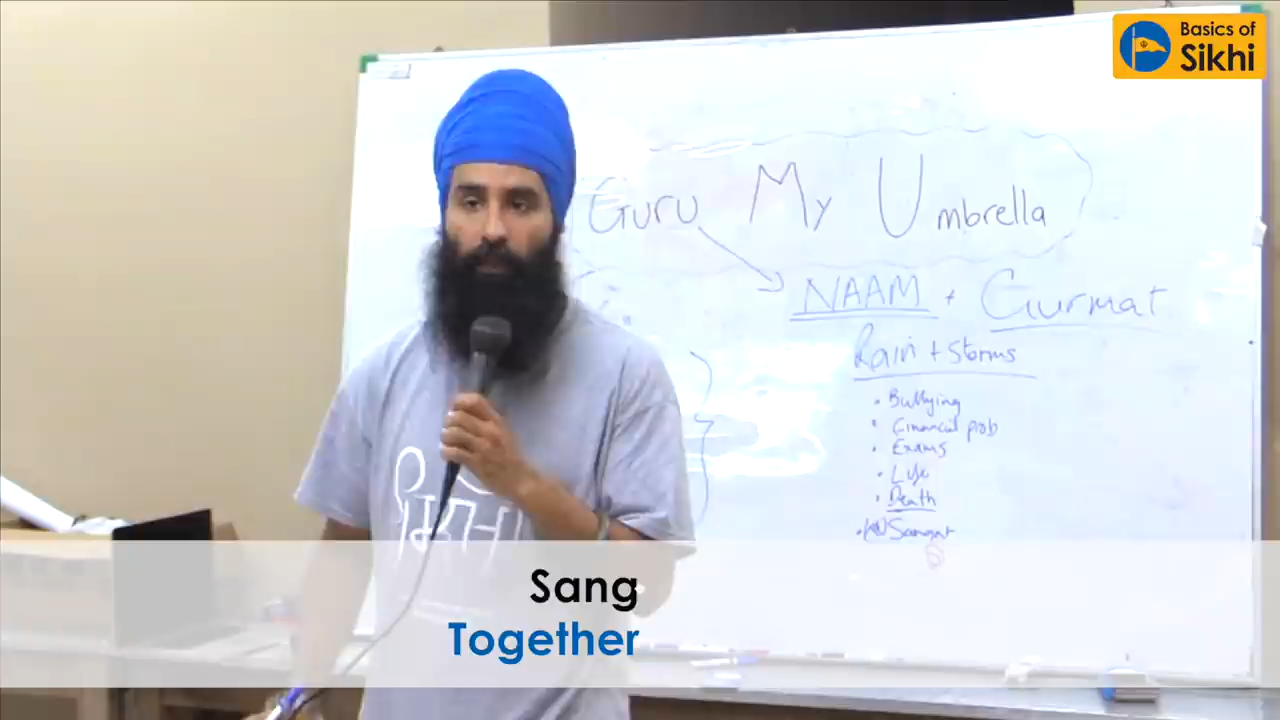 Basics of
Sikhi
Guru My Umbrella
NAAM + Gurmat
Rain + Storms
• Bullying
• Financial prob
• Exams
• Life
• Death
Sangat
Sang
Together